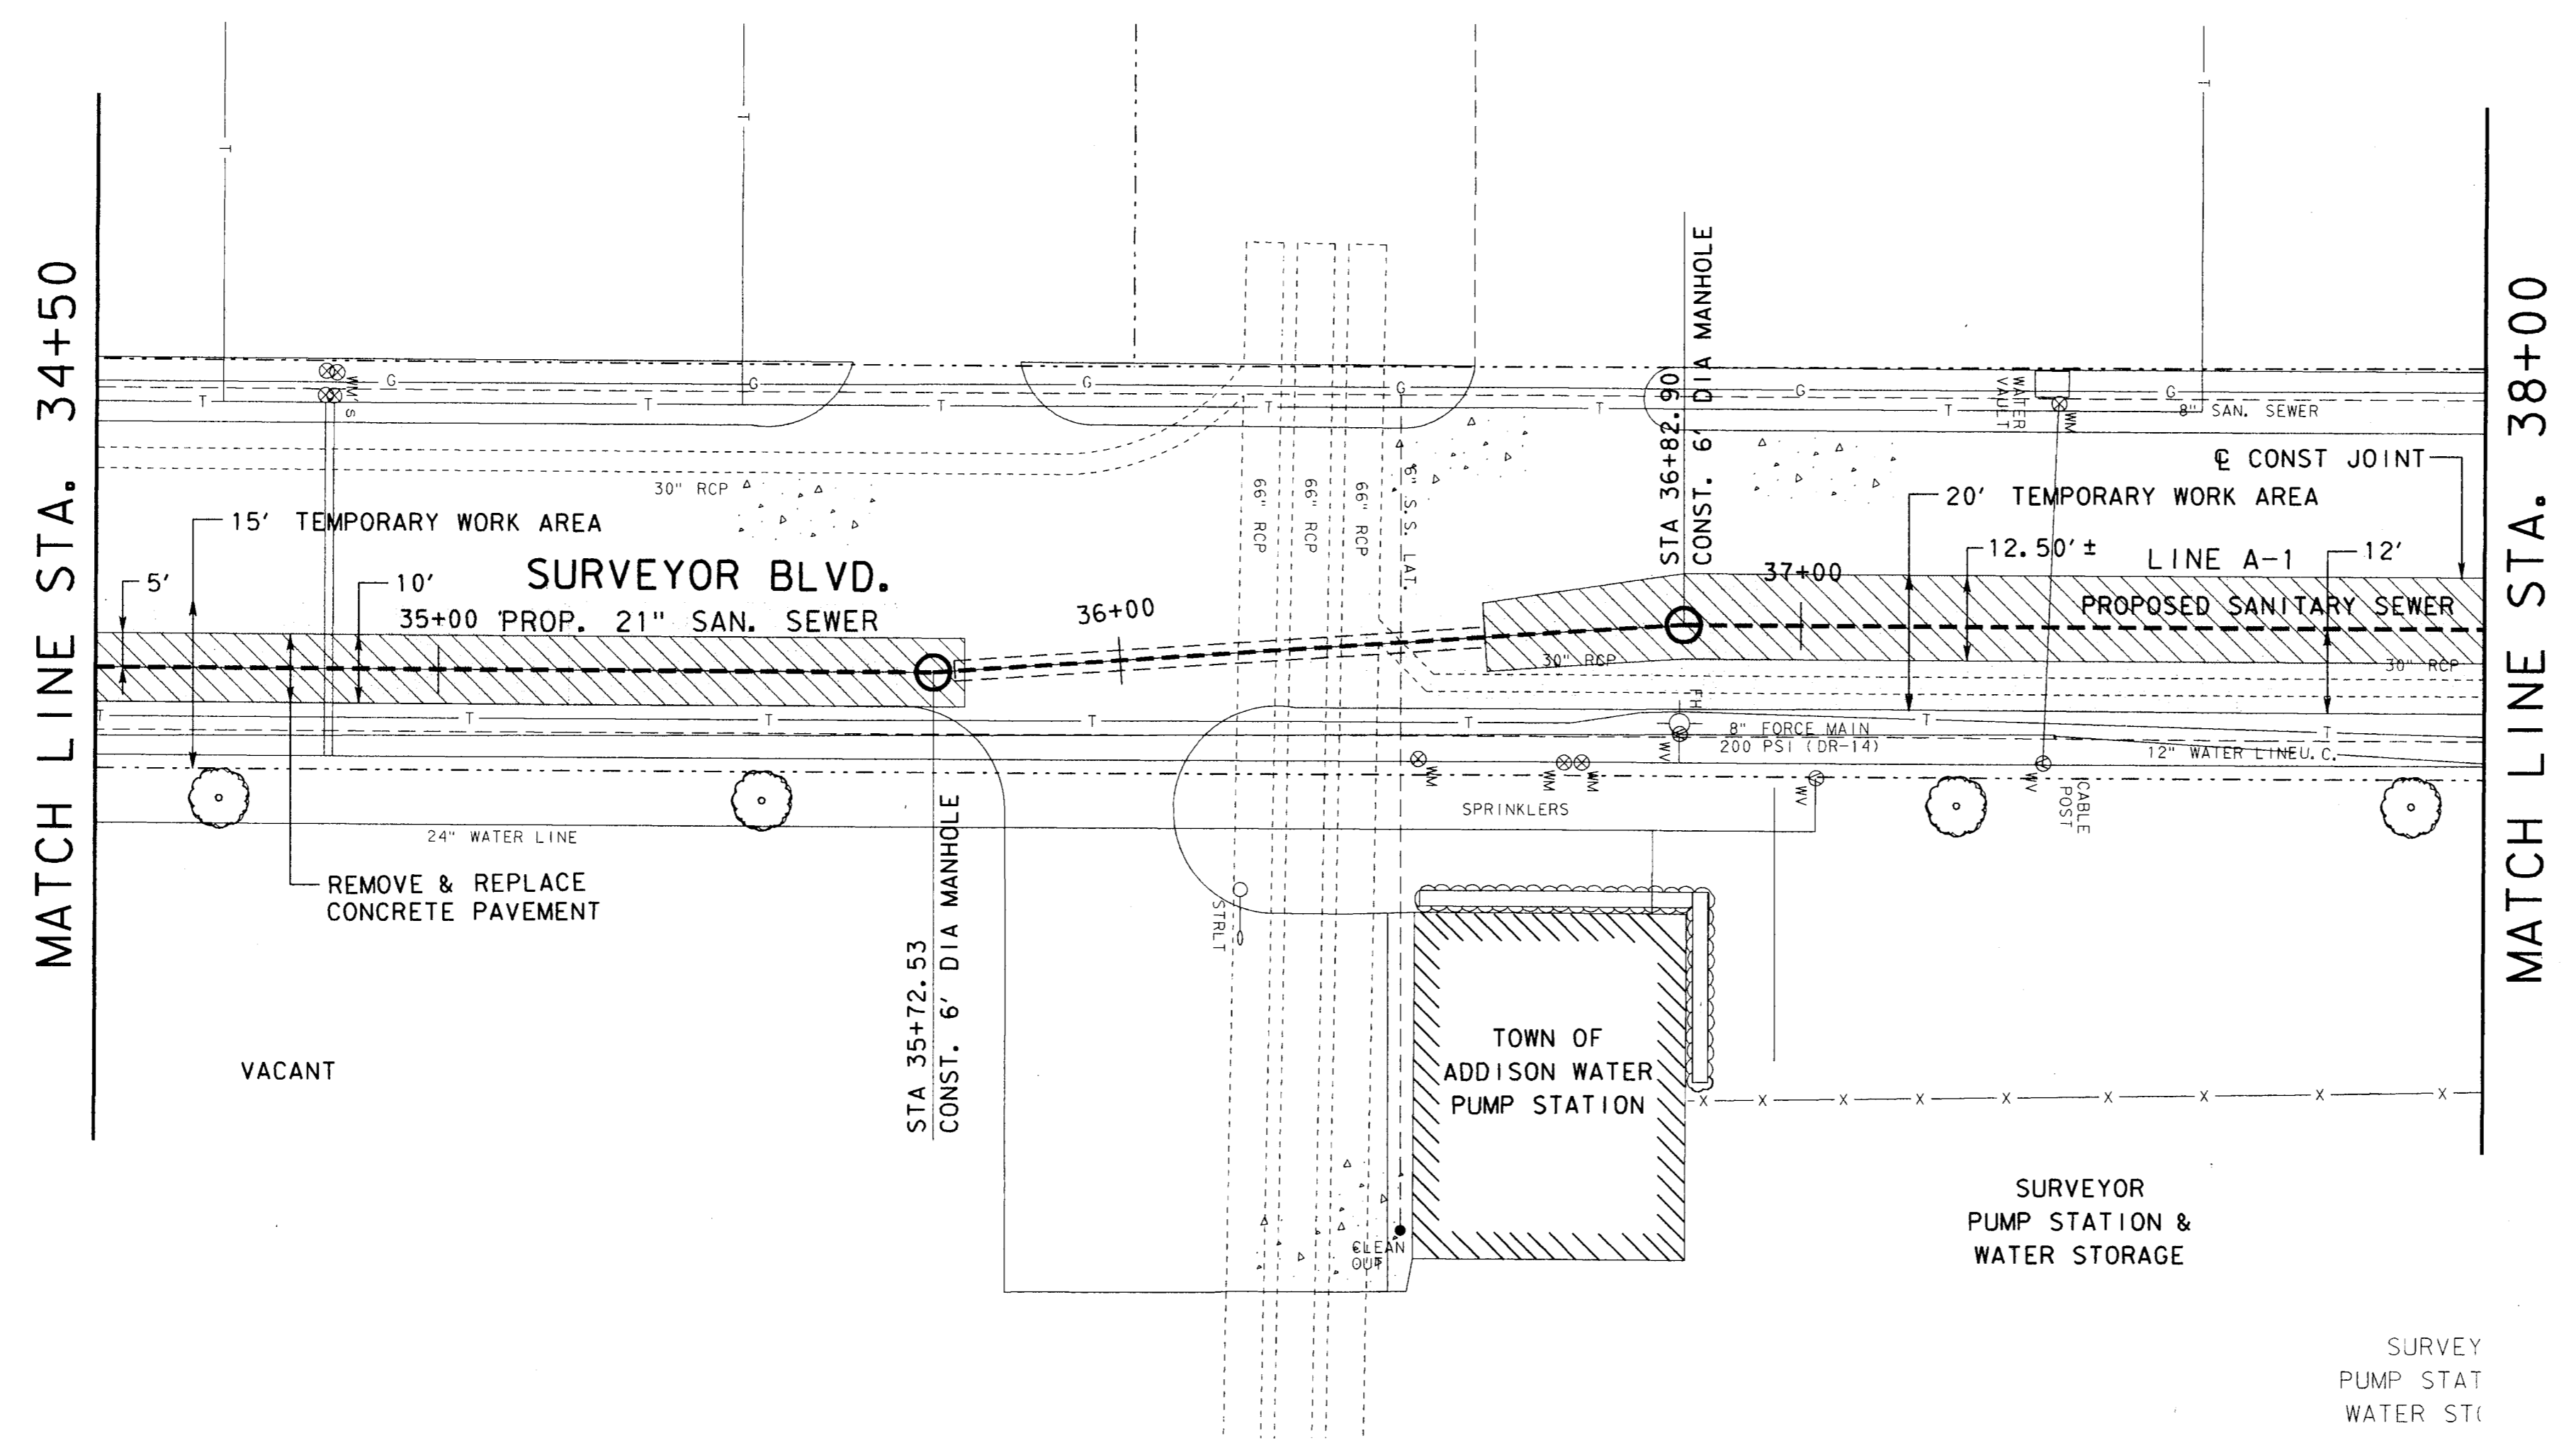 MATCH LINE STA. 34+50
MATCH LINE STA. 38+00
T
T
T
WM'S
G
G
G
G
G
G
T
T
T
T
T
T
WATER
VAULT
WM
8" SAN. SEWER
STA 36+82.90
CONST. 6' DIA MANHOLE
℄ CONST JOINT
30" RCP
66" RCP
66" RCP
66" RCP
6" S.S. LAT.
15' TEMPORARY WORK AREA
20' TEMPORARY WORK AREA
5'
10'
SURVEYOR BLVD.
12.50'±
LINE A-1
12'
35+00
PROP. 21" SAN. SEWER
36+00
37+00
PROPOSED SANITARY SEWER
30" RCP
30" RCP
T
T
T
T
T
T
T
FH
WV
8" FORCE MAIN
200 PSI (DR-14)
12" WATER LINE
U.C.
WM
WM
WM
WV
WV
CABLE
POST
SPRINKLERS
24" WATER LINE
REMOVE & REPLACE
CONCRETE PAVEMENT
STA 35+72.53
CONST. 6' DIA MANHOLE
STRLT
TOWN OF
ADDISON WATER
PUMP STATION
VACANT
X
X
X
X
X
X
X
X
X
CLEAN
OUT
SURVEYOR
PUMP STATION &
WATER STORAGE
SURVEY
PUMP STAT
WATER ST